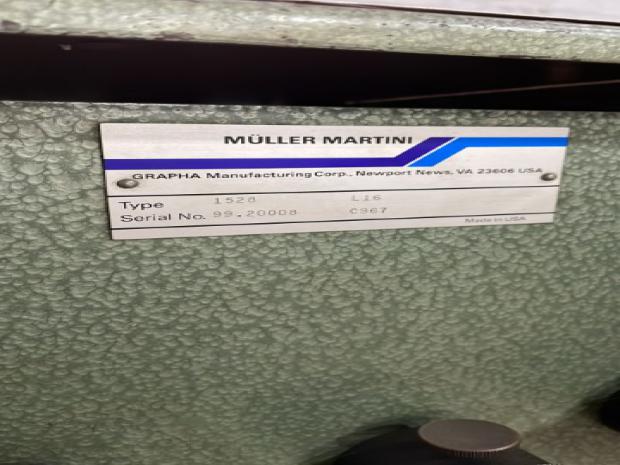 MÜLLER MARTINI
GRAPHA Manufacturing Corp., Newport News, VA 23606 USA
Type 1528 L16
Serial No. 99.20008 C967
Made in USA